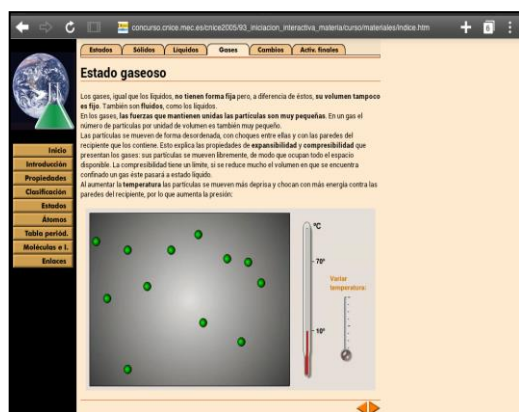 concurso.cnice.mec.es/cnice2005/93_iniciacion_interactiva_materia/curso/materiales/indice.htm
6
Estados
Sólidos
Líquidos
Gases
Cambios
Activ. finales
Estado gaseoso
Los gases, igual que los líquidos, no tienen forma fija pero, a diferencia de éstos, su volumen tampoco
es fijo. También son fluidos, como los líquidos.
En los gases, las fuerzas que mantienen unidas las partículas son muy pequeñas. En un gas el
número de partículas por unidad de volumen es también muy pequeño.
Las partículas se mueven de forma desordenada, con choques entre ellas y con las paredes del
recipiente que los contiene. Esto explica las propiedades de expansibilidad y compresibilidad que
presentan los gases: sus partículas se mueven libremente, de modo que ocupan todo el espacio
disponible. La compresibilidad tiene un límite, si se reduce mucho el volumen en que se encuentra
confinado un gas éste pasará a estado líquido.
Al aumentar la temperatura las partículas se mueven más deprisa y chocan con más energía contra las
paredes del recipiente, por lo que aumenta la presión:
Inicio
Introducción
Propiedades
Clasificación
Estados
Átomos
Tabla periód.
Moléculas o I.
Enlaces
ºC
70º
Variar
temperatura:
10º